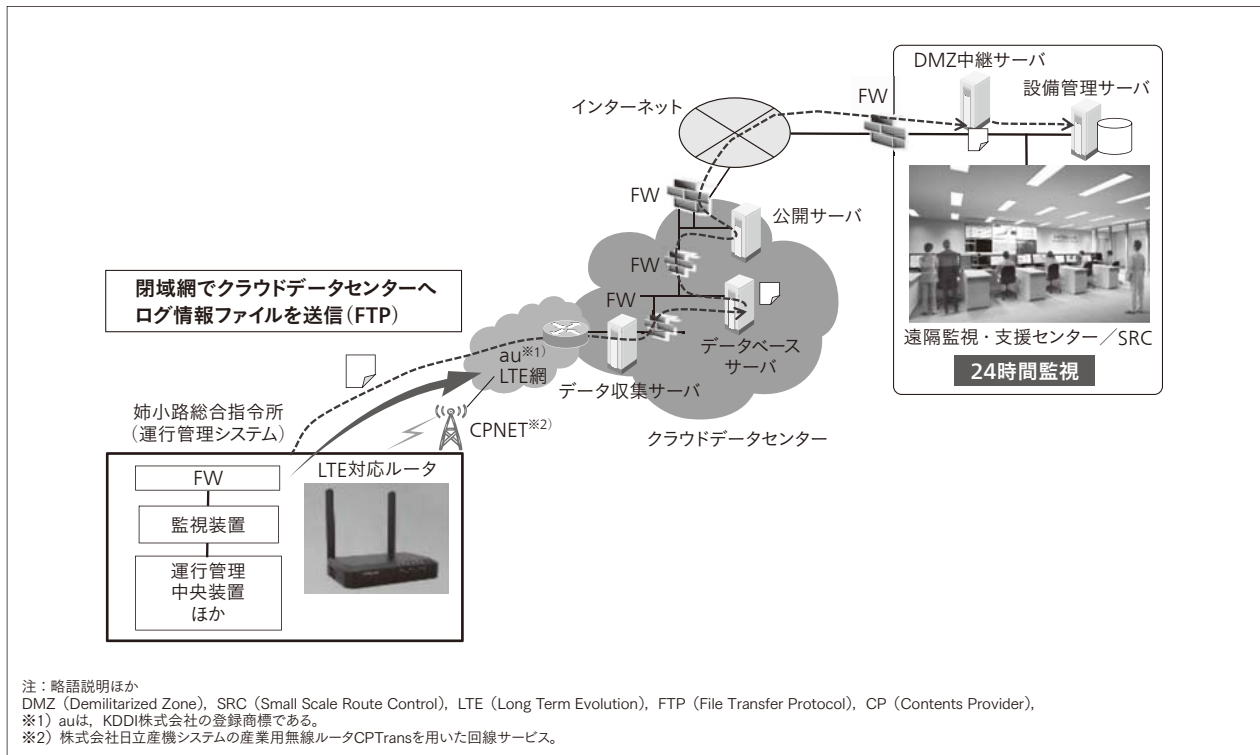 DMZ中継サーバ
設備管理サーバ
FW
インターネット
FW
公開サーバ
FW
FW
閉域網でクラウドデータセンターへ
ログ情報ファイルを送信(FTP)
au※1)
LTE網
データ収集サーバ
データベース
サーバ
遠隔監視・支援センター/SRC
24時間監視
姉小路総合指令所
(運行管理システム)
CPNET※2)
クラウドデータセンター
FW
監視装置
運行管理
中央装置
ほか
LTE対応ルータ
注:略語説明ほか
DMZ(Demilitarized Zone),SRC(Small Scale Route Control),LTE(Long Term Evolution),FTP(File Transfer Protocol),CP(Contents Provider),
※1)auは,KDDI株式会社の登録商標である。
※2)株式会社日立産機システムの産業用無線ルータCPTransを用いた回線サービス。